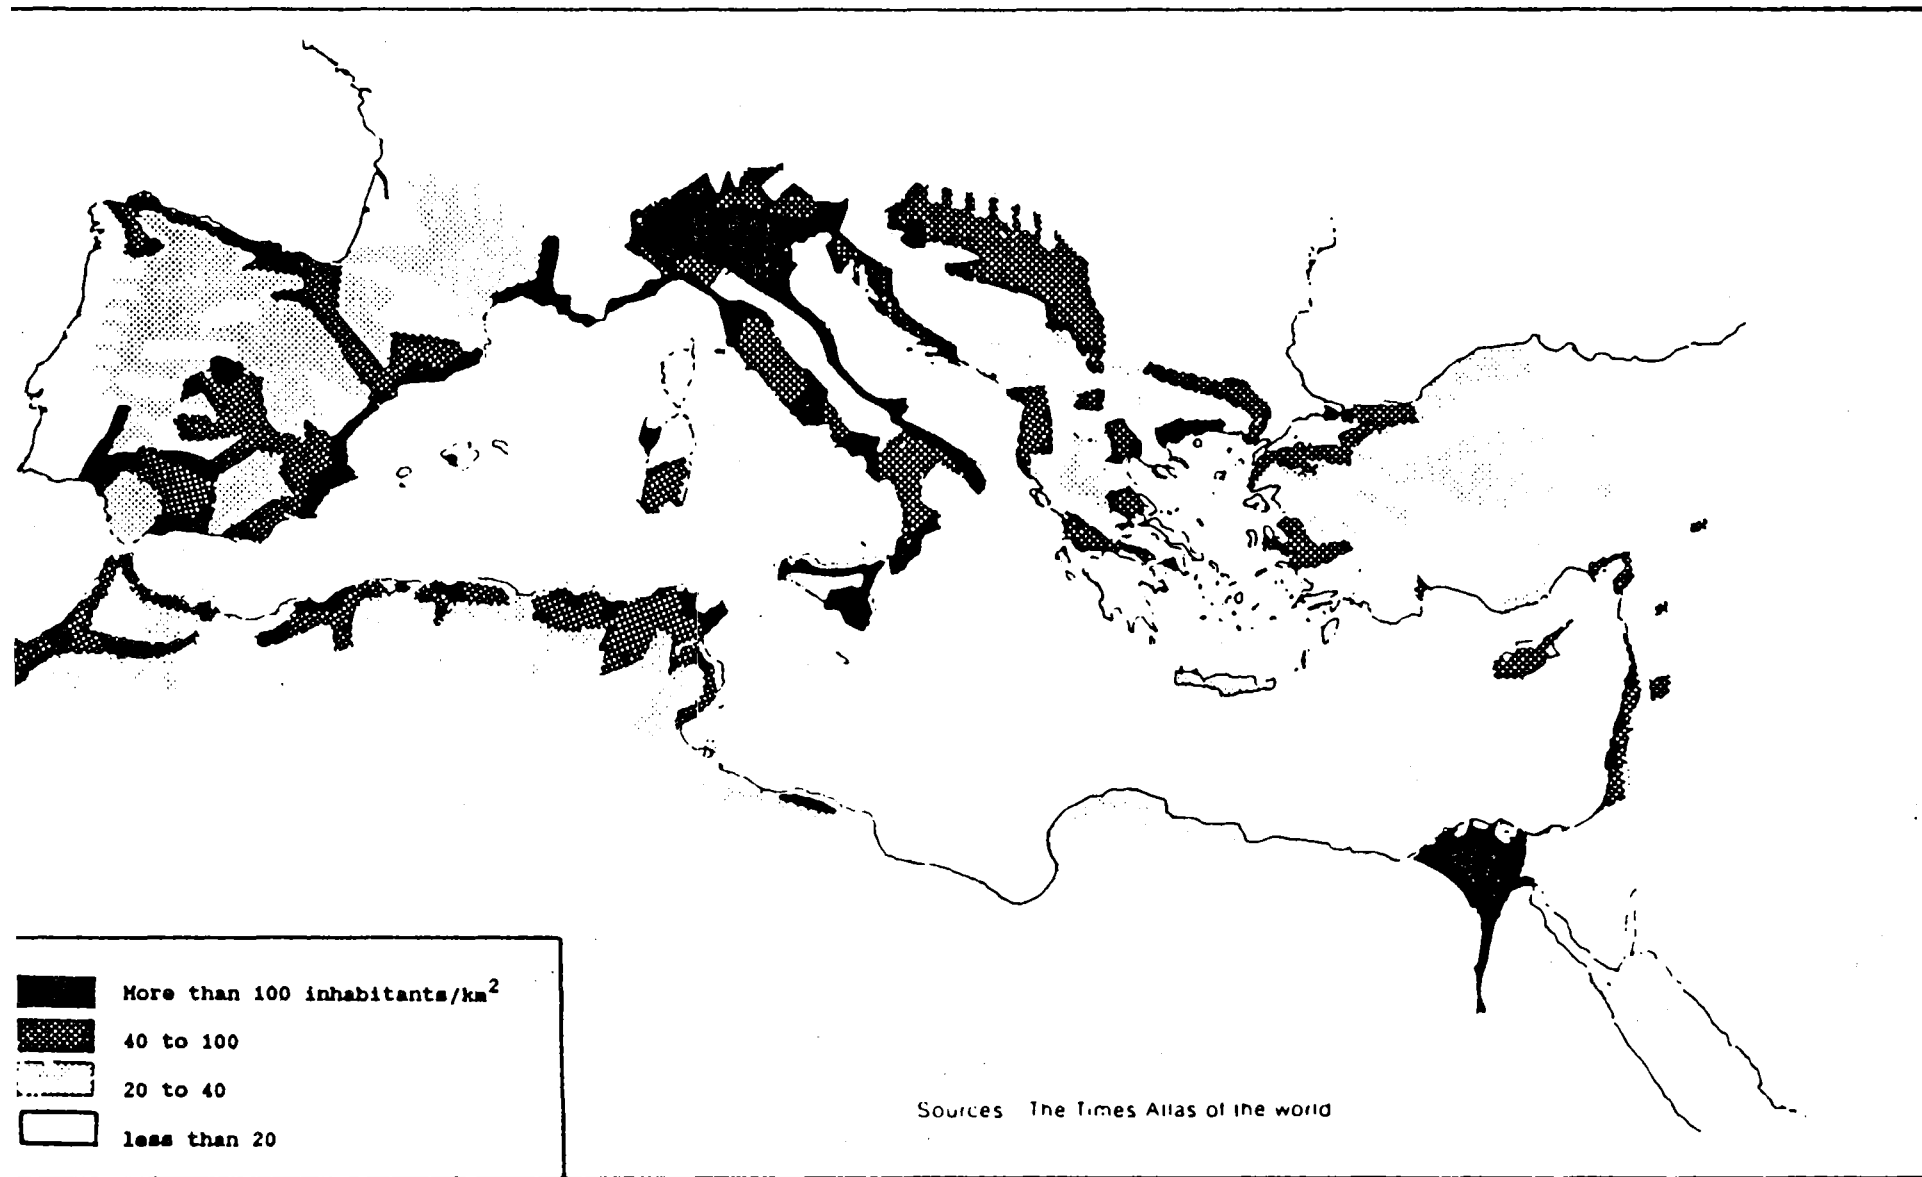 More than 100 inhabitants/km²
40 to 100
20 to 40
less than 20
Sources The Times Atlas of the world